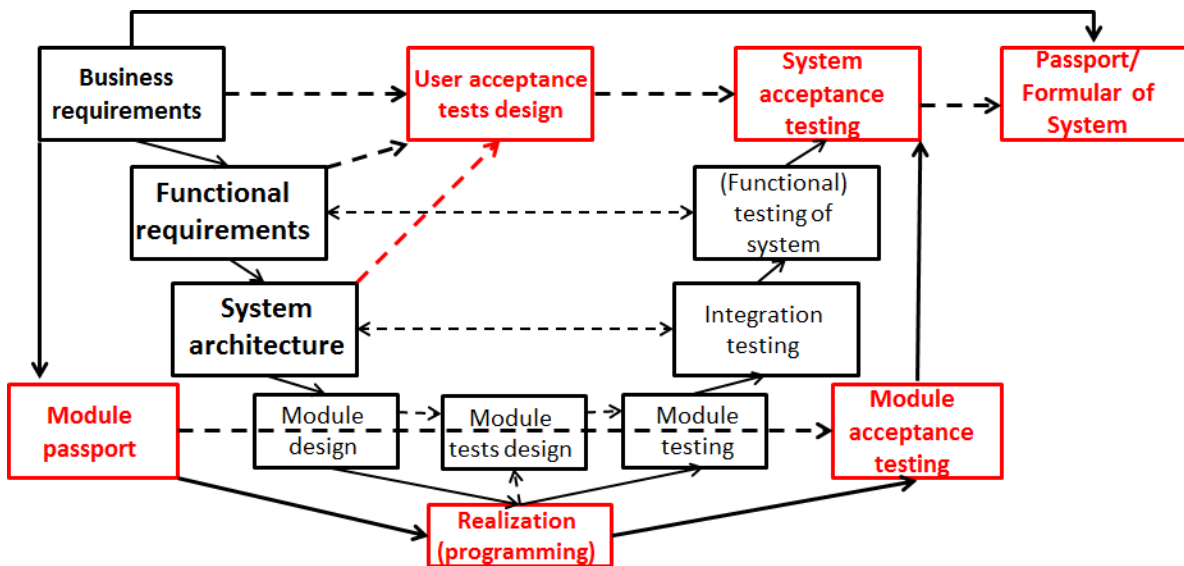 Business
requirements
User acceptance
tests design
System
acceptance
testing
Passport/
Formular of
System
Functional
requirements
(Functional)
testing of
system
System
architecture
Integration
testing
Module
passport
Module
design
Module
tests design
Module
testing
Module
acceptance
testing
Realization
(programming)